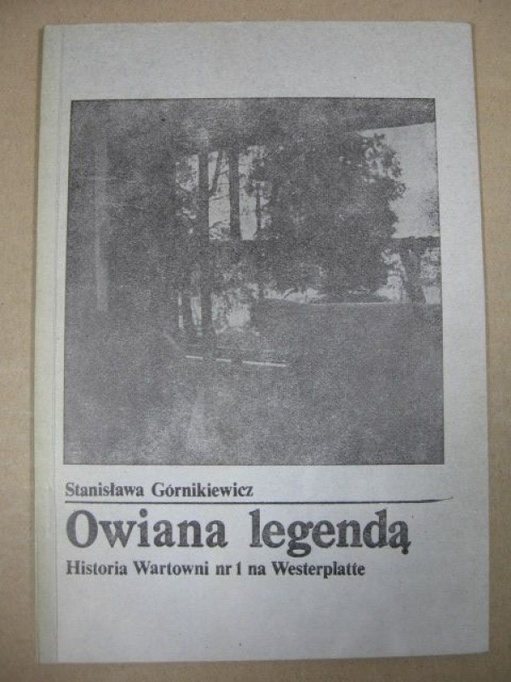 Stanisława Górnikiewicz
Owiana legendą
Historia Wartowni nr 1 na Westerplatte